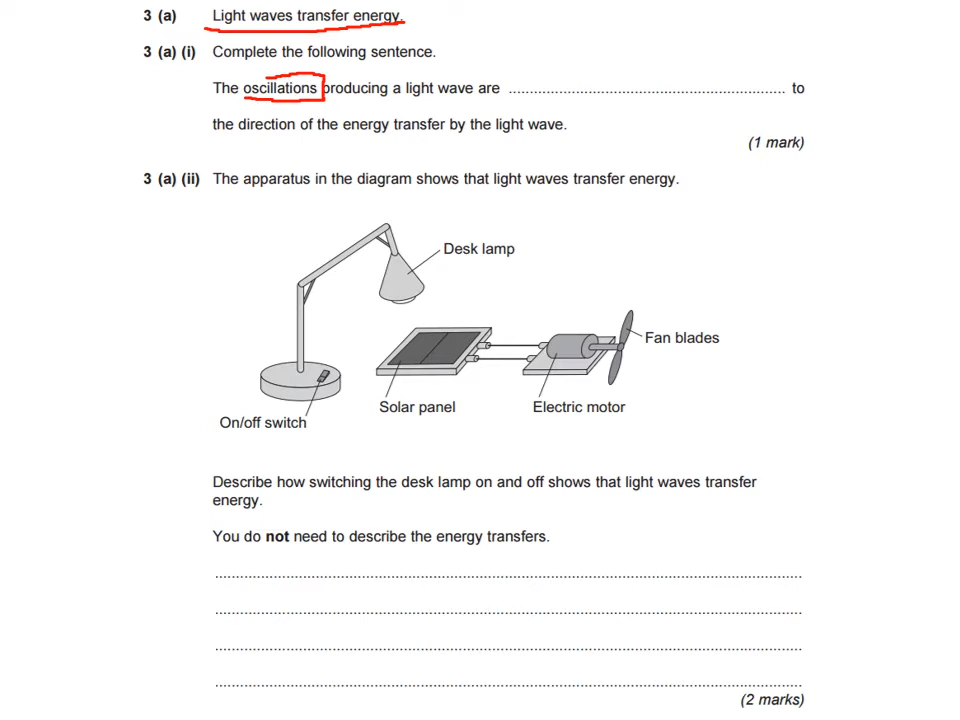 3 (a) Light waves transfer energy.
3 (a) (i) Complete the following sentence.
The oscillations producing a light wave are .................................................................. to
the direction of the energy transfer by the light wave.
(1 mark)
3 (a) (ii) The apparatus in the diagram shows that light waves transfer energy.
Desk lamp
Fan blades
Solar panel
Electric motor
On/off switch
Describe how switching the desk lamp on and off shows that light waves transfer
energy.
You do not need to describe the energy transfers.
(2 marks)